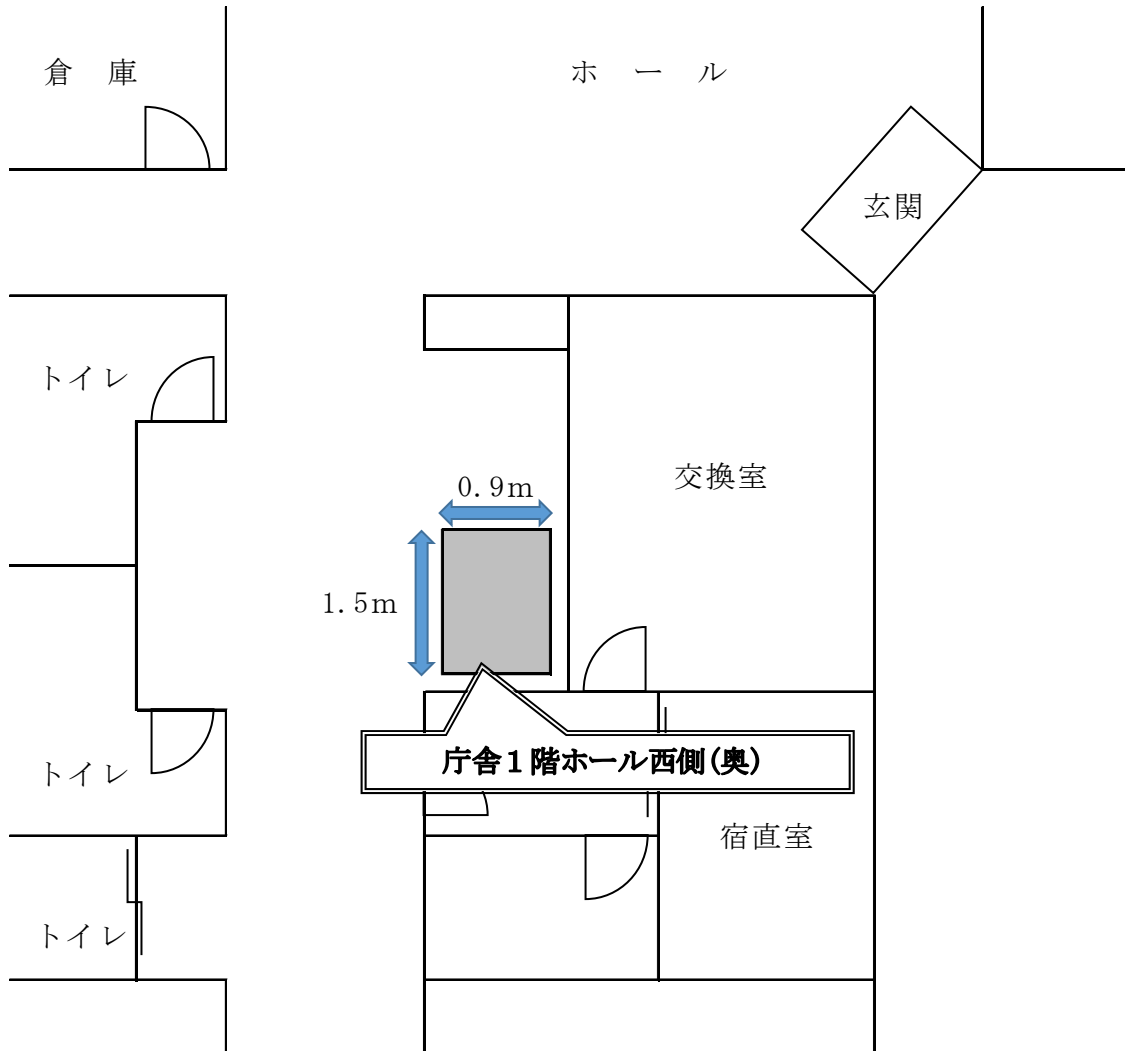 倉　庫
ホ　ー　ル
玄関
トイレ
交換室
0.9m
1.5m
庁舎１階ホール西側(奥)
トイレ
宿直室
トイレ